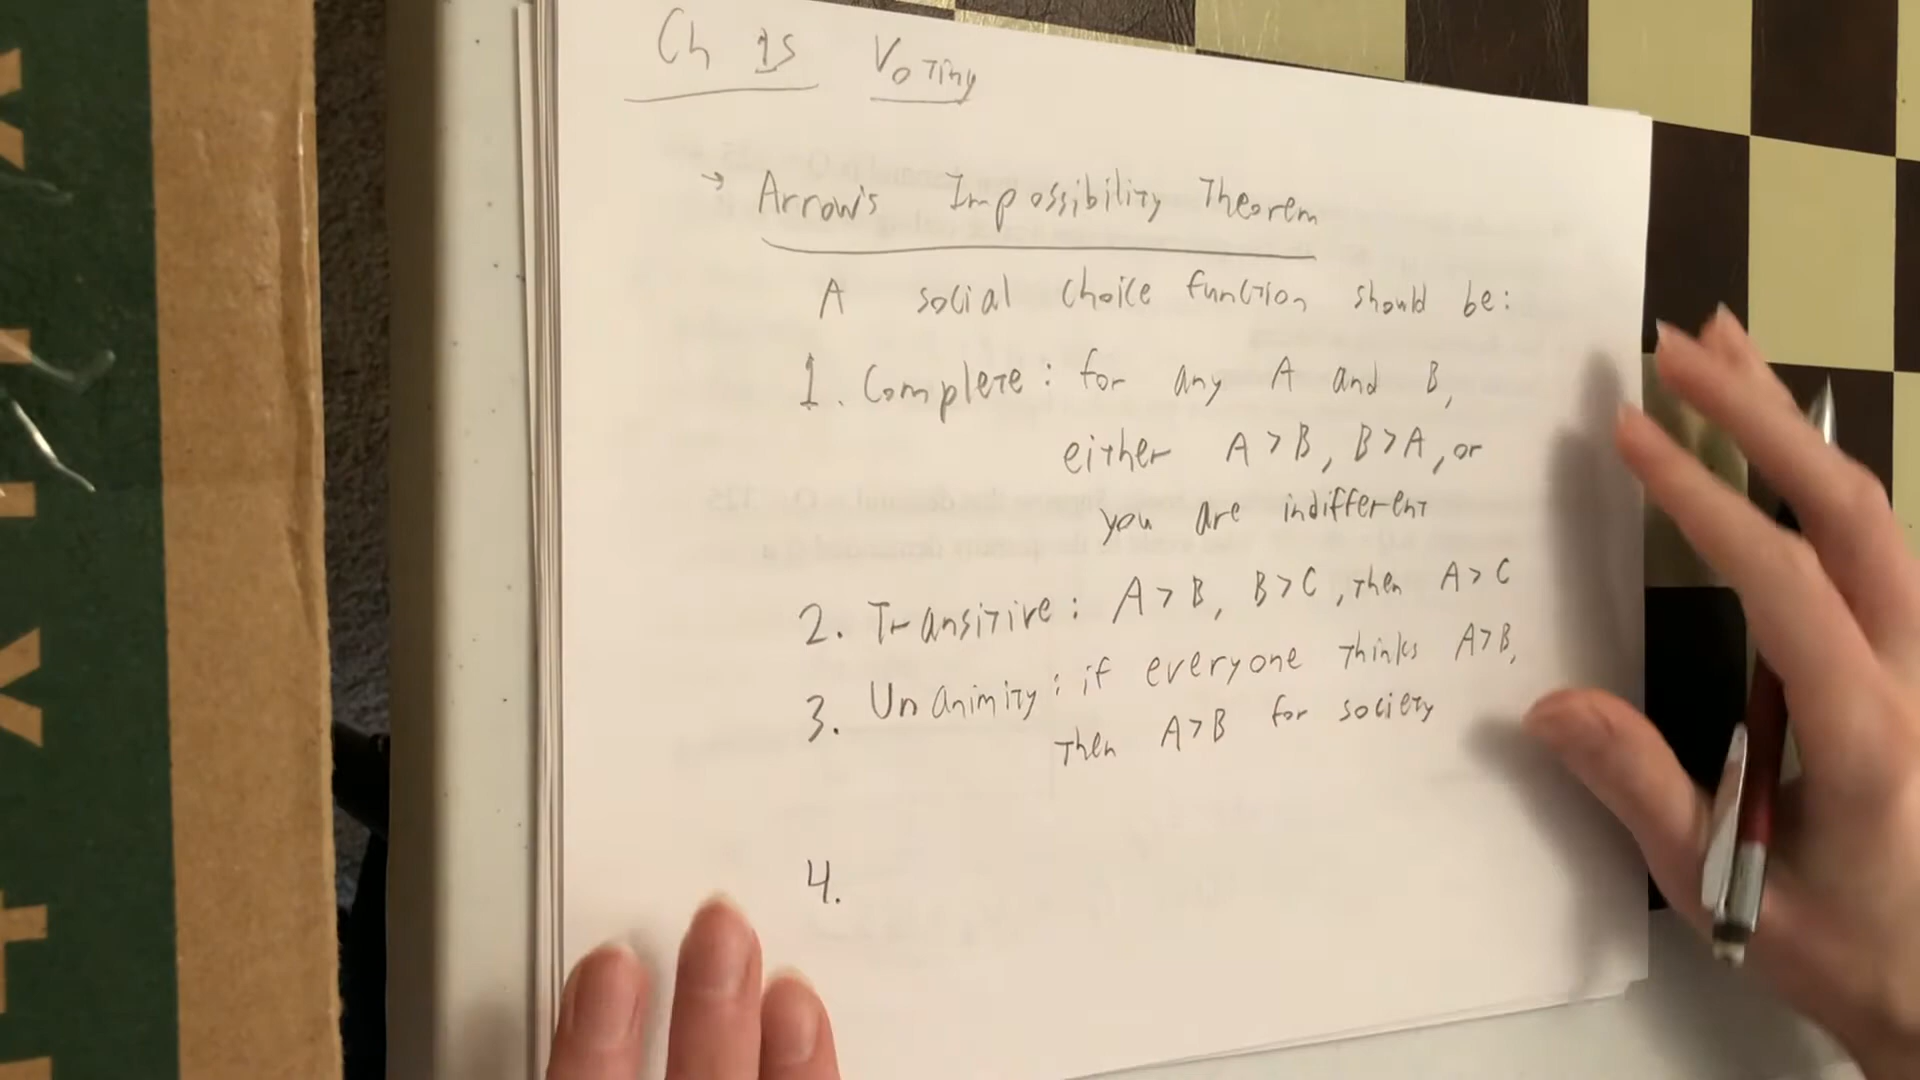 Ch 15 Voting
→ Arrow's Impossibility Theorem
A social choice function should be:
1. Complete: for any A and B,
either A > B, B > A, or
you are indifferent
2. Transitive: A > B, B > C, then A > C
3. Unanimity: if everyone thinks A > B,
then A > B for society
4.